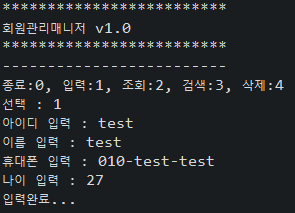 *************************
회원관리매니저 v1.0
*************************
-------------------------
종료:0, 입력:1, 조회:2, 검색:3, 삭제:4
선택 : 1
아이디 입력 : test
이름 입력 : test
휴대폰 입력 : 010-test-test
나이 입력 : 27
입력완료...